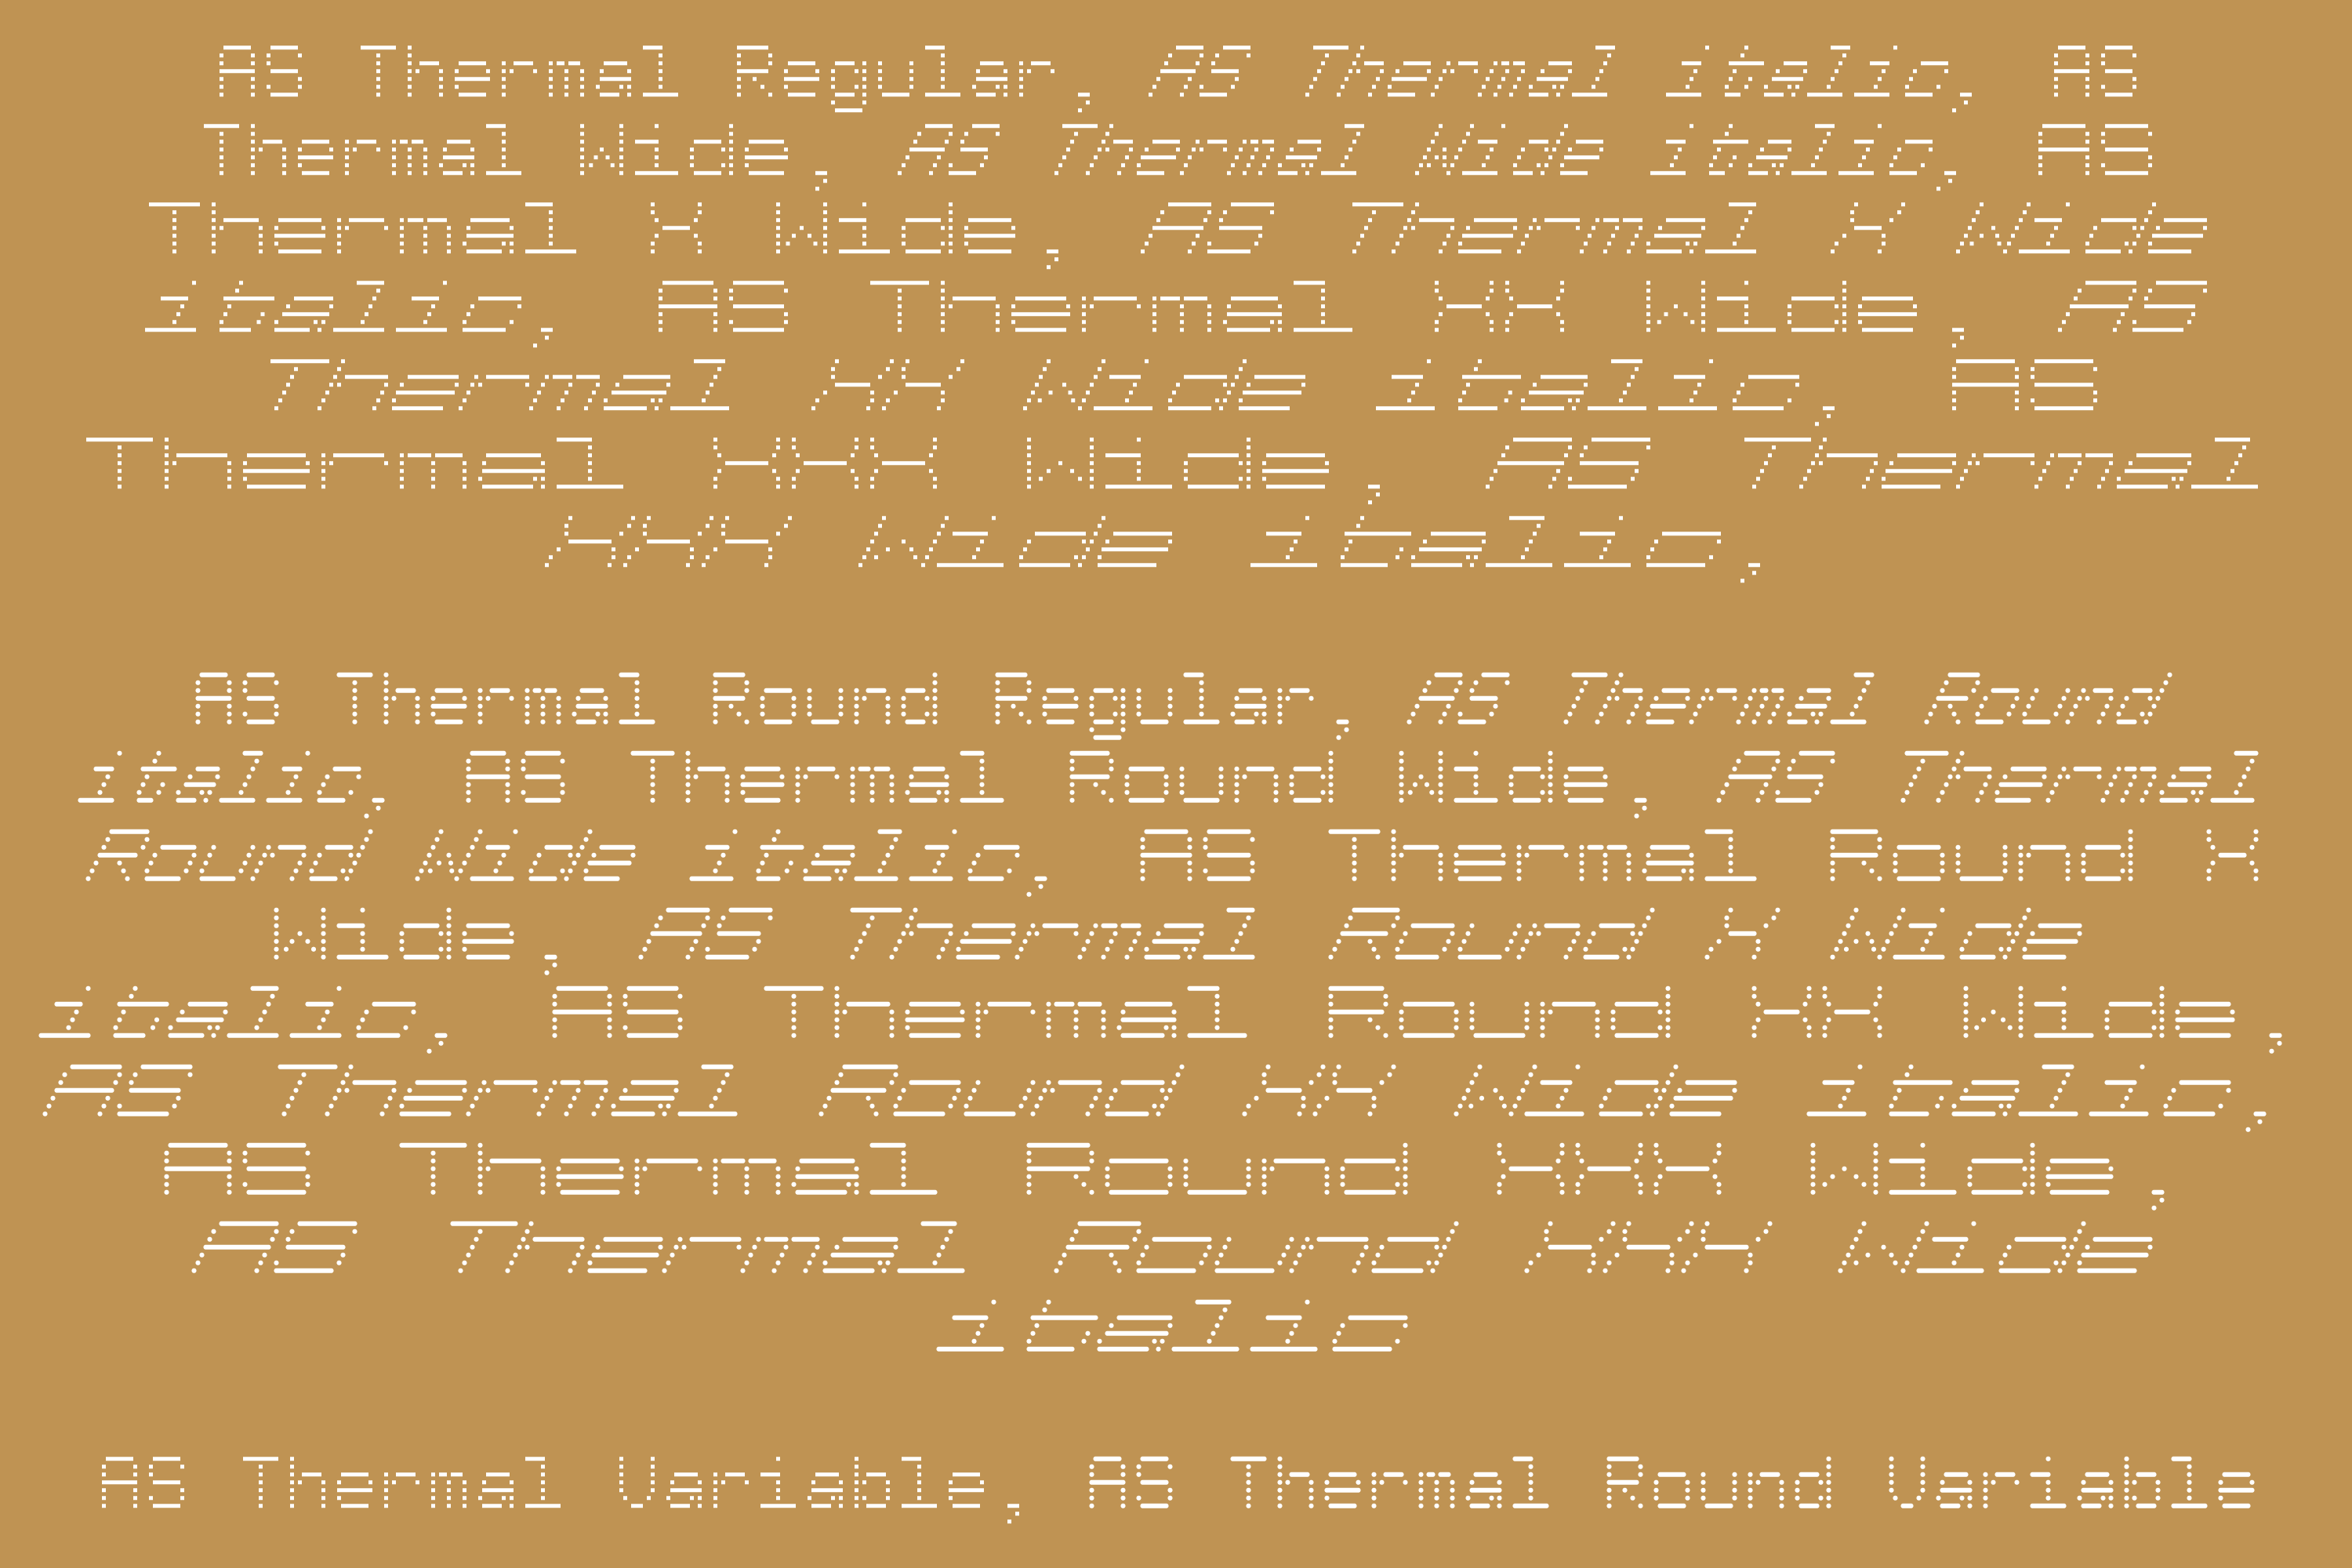 AS Thermal Regular, AS Thermal italic, AS
Thermal Wide, AS Thermal Wide italic, AS
Thermal X Wide, AS Thermal X Wide
italic, AS Thermal XX Wide, AS
Thermal XX Wide italic, AS
Thermal XXX Wide, AS Thermal
XXX Wide italic,
AS Thermal Round Regular, AS Thermal Round
italic, AS Thermal Round Wide, AS Thermal
Round Wide italic, AS Thermal Round X
Wide, AS Thermal Round X Wide
italic, AS Thermal Round XX Wide,
AS Thermal Round XX Wide italic,
AS Thermal Round XXX Wide,
AS Thermal Round XXX Wide
italic
AS Thermal Variable, AS Thermal Round Variable